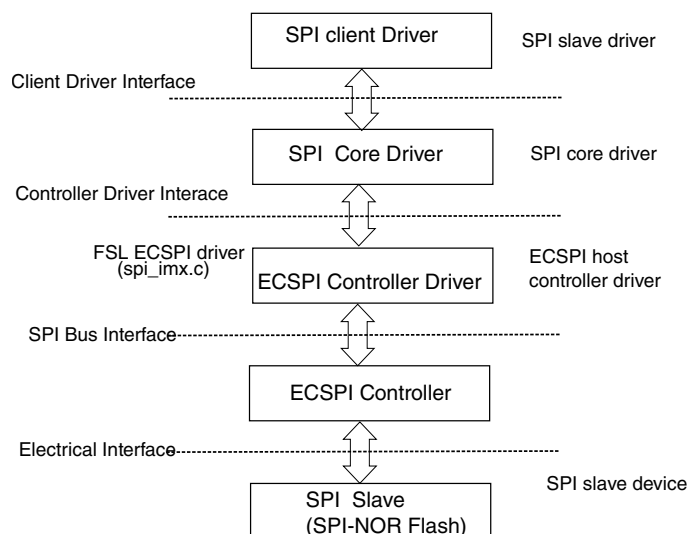 SPI client Driver
SPI slave driver
Client Driver Interface
SPI Core Driver
SPI core driver
Controller Driver Interace
FSL ECSPI driver
(spi_imx.c)
ECSPI Controller Driver
ECSPI host
controller driver
SPI Bus Interface
ECSPI Controller
Electrical Interface
SPI Slave
(SPI-NOR Flash)
SPI slave device